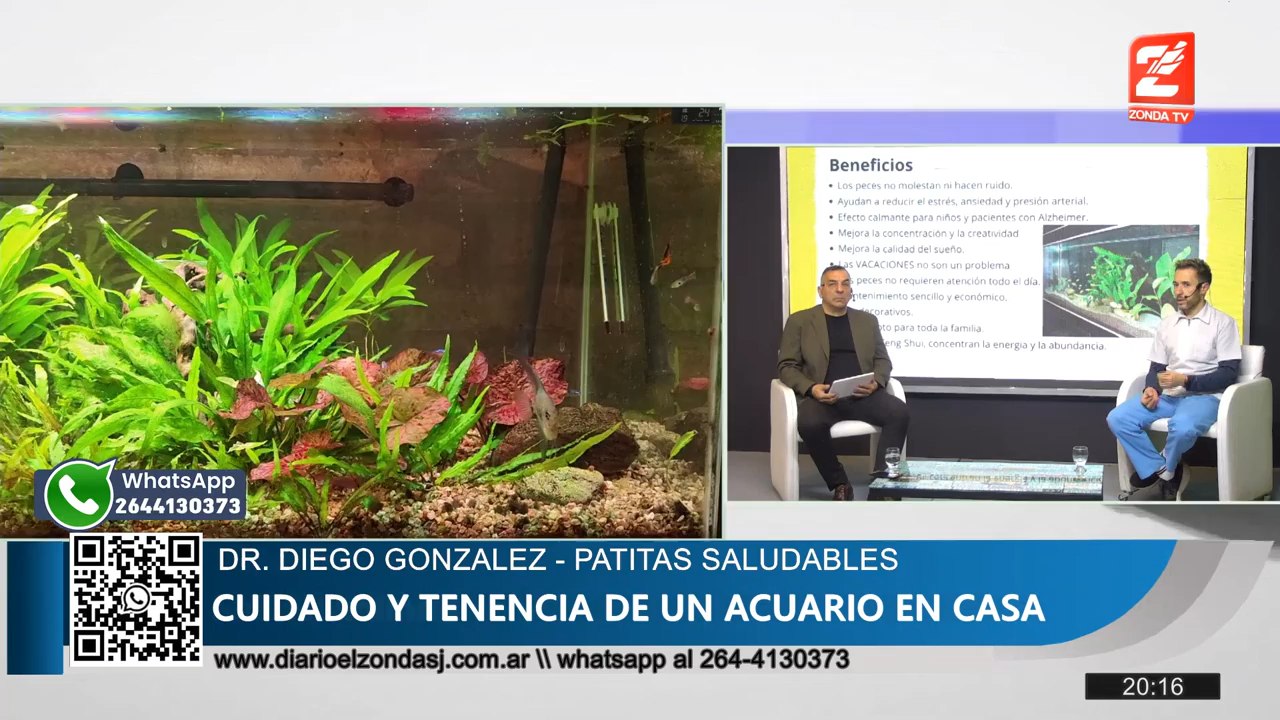 ZONDA TV
Beneficios
• Los peces no molestan ni hacen ruido.
• Ayudan a reducir el estrés, ansiedad y presión arterial.
• Efecto calmante para niños y pacientes con Alzheimer.
• Mejora la concentración y la creatividad
• Mejora la calidad del sueño.
• Las VACACIONES no son un problema
peces no requieren atención todo el día.
ntenimiento sencillo y económico.
decorativos.
para toda la familia.
eng Shui, concentran la energia y la abundancia.
WhatsApp
2644130373
DR. DIEGO GONZALEZ - PATITAS SALUDABLES
CUIDADO Y TENENCIA DE UN ACUARIO EN CASA
www.diarioelzondasj.com.ar \\ whatsapp al 264-4130373
20:16